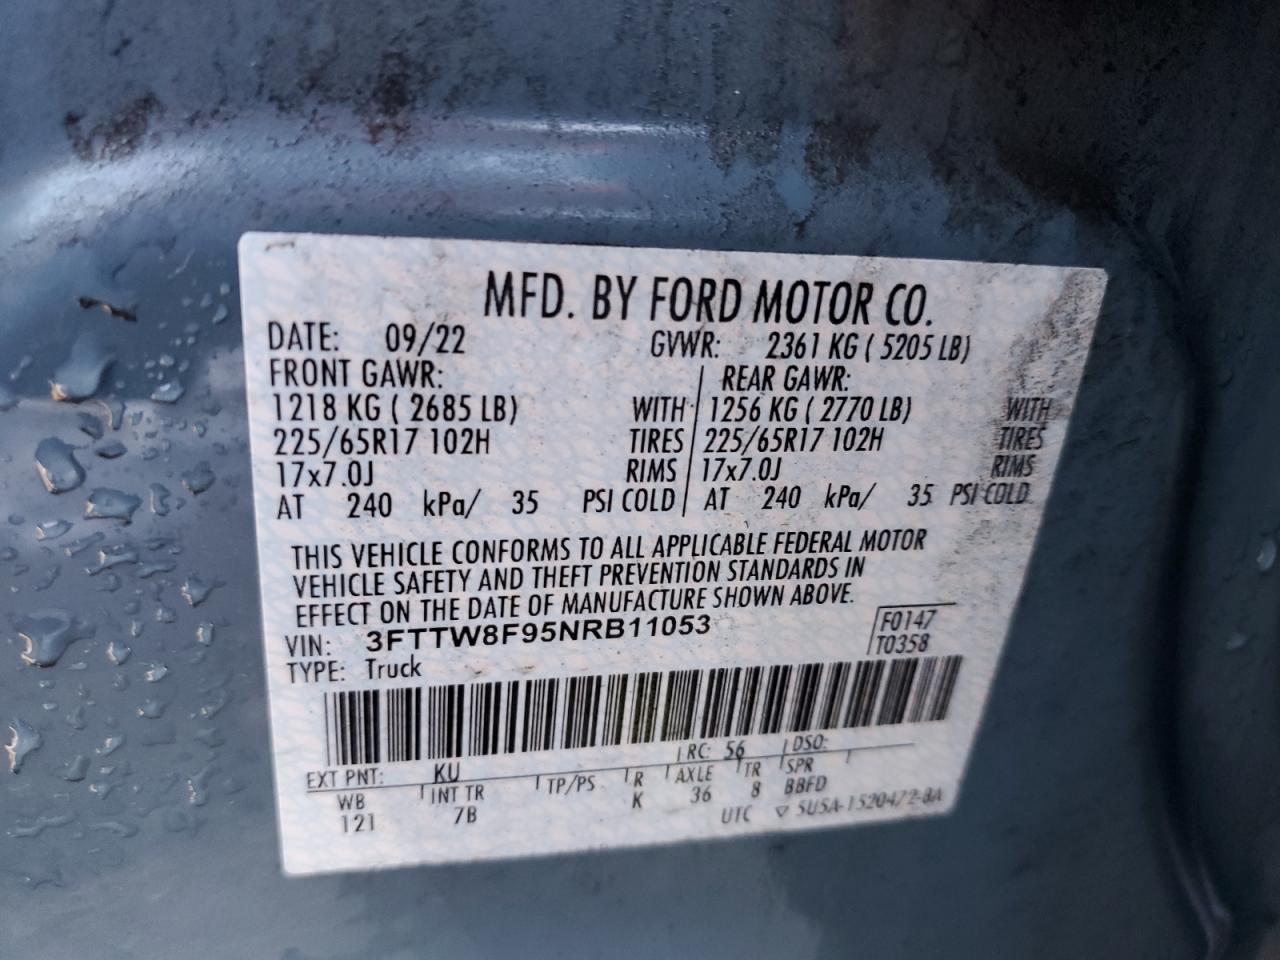 MFD. BY FORD MOTOR CO.
DATE: 09/22 GVWR: 2361 KG ( 5205 LB)
FRONT GAWR: REAR GAWR:
1218 KG ( 2685 LB) WITH 1256 KG ( 2770 LB) WITH
225/65R17 102H TIRES 225/65R17 102H TIRES
17x7.0J RIMS 17x7.0J RIMS
AT 240 kPa/ 35 PSI COLD AT 240 kPa/ 35 PSI COLD
THIS VEHICLE CONFORMS TO ALL APPLICABLE FEDERAL MOTOR
VEHICLE SAFETY AND THEFT PREVENTION STANDARDS IN
EFFECT ON THE DATE OF MANUFACTURE SHOWN ABOVE.
VIN: 3FTTW8F95NRB11053 F0147
TYPE: Truck T0358
EXT PNT: KU RC: 56 DSO:
WB INT TR TP/PS R AXLE TR SPR
121 7B K 36 8 BBFD
UTC ▽ 5U5A-1520472-BA